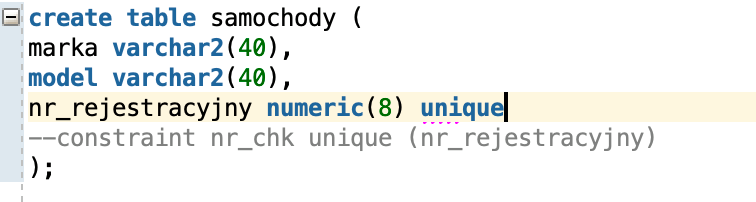 create table samochody (
marka varchar2(40),
model varchar2(40),
nr_rejestracyjny numeric(8) unique
--constraint nr_chk unique (nr_rejestracyjny)
);